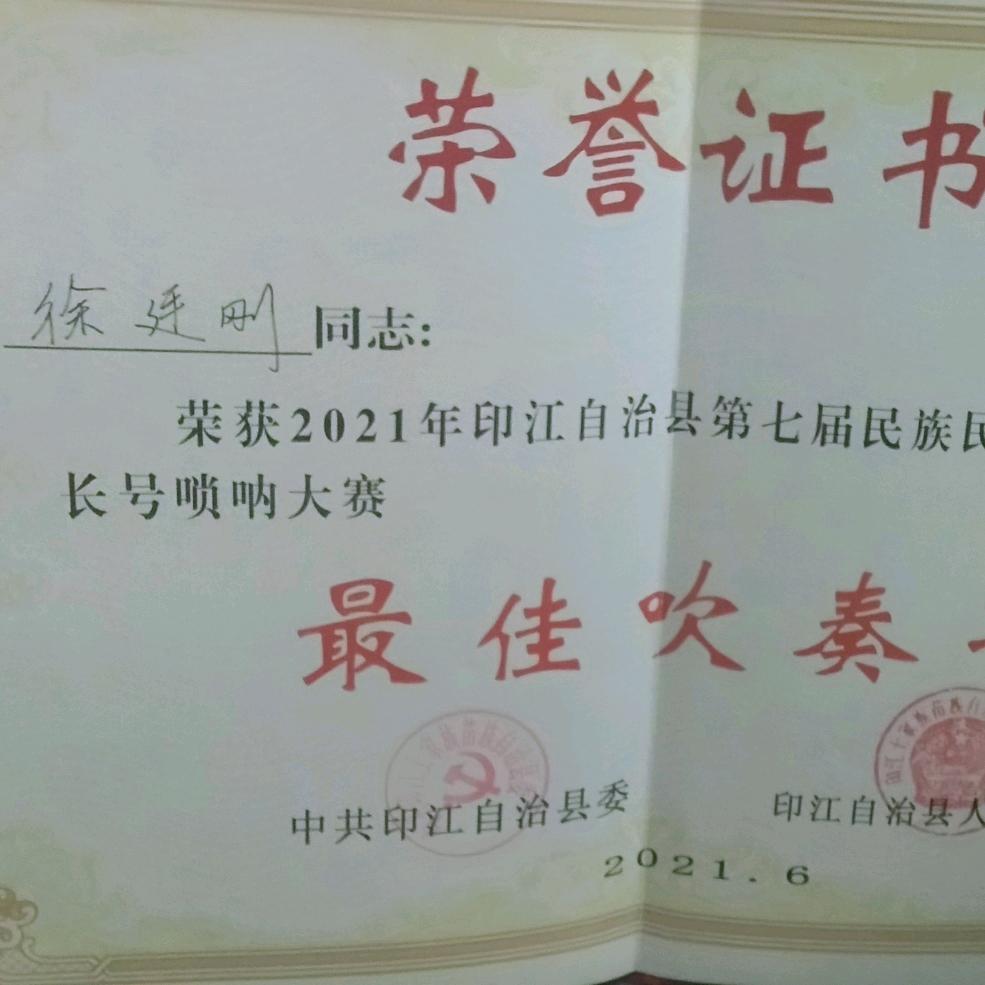 荣誉证书
徐廷刚同志:
荣获2021年印江自治县第七届民族民
长号唢呐大赛
最佳吹奏
中共印江自治县委
印江自治县人
2021.6